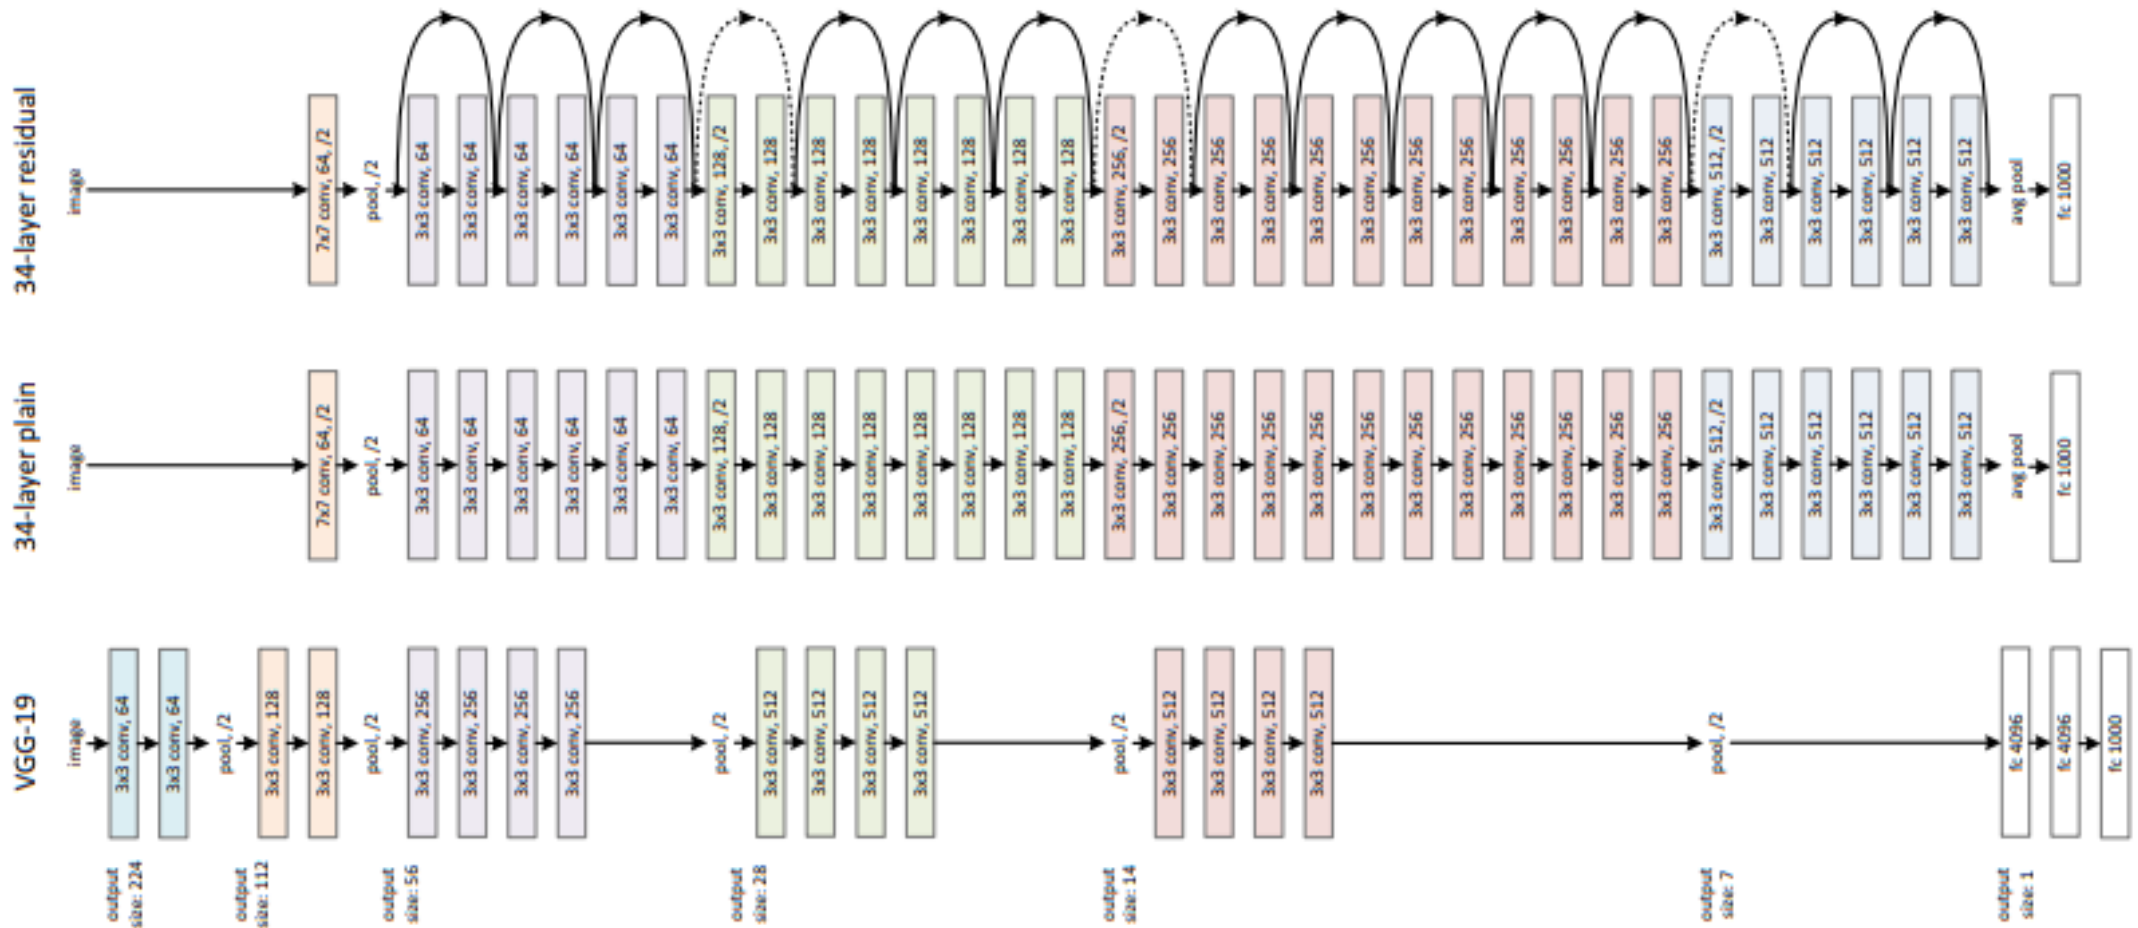 VGG-19
image
3x3 conv, 64
3x3 conv, 64
pool, /2
3x3 conv, 128
3x3 conv, 128
pool, /2
3x3 conv, 256
3x3 conv, 256
3x3 conv, 256
3x3 conv, 256
pool, /2
3x3 conv, 512
3x3 conv, 512
3x3 conv, 512
3x3 conv, 512
pool, /2
3x3 conv, 512
3x3 conv, 512
3x3 conv, 512
3x3 conv, 512
pool, /2
fc 4096
fc 4096
fc 1000
output
size: 224
output
size: 112
output
size: 56
output
size: 28
output
size: 14
output
size: 7
output
size: 1
34-layer plain
image
7x7 conv, 64, /2
pool, /2
3x3 conv, 64
3x3 conv, 64
3x3 conv, 64
3x3 conv, 64
3x3 conv, 64
3x3 conv, 64
3x3 conv, 128, /2
3x3 conv, 128
3x3 conv, 128
3x3 conv, 128
3x3 conv, 128
3x3 conv, 128
3x3 conv, 128
3x3 conv, 128
3x3 conv, 256, /2
3x3 conv, 256
3x3 conv, 256
3x3 conv, 256
3x3 conv, 256
3x3 conv, 256
3x3 conv, 256
3x3 conv, 256
3x3 conv, 256
3x3 conv, 256
3x3 conv, 256
3x3 conv, 256
3x3 conv, 512, /2
3x3 conv, 512
3x3 conv, 512
3x3 conv, 512
3x3 conv, 512
3x3 conv, 512
avg pool
fc 1000
34-layer residual
image
7x7 conv, 64, /2
pool, /2
3x3 conv, 64
3x3 conv, 64
3x3 conv, 64
3x3 conv, 64
3x3 conv, 64
3x3 conv, 64
3x3 conv, 128, /2
3x3 conv, 128
3x3 conv, 128
3x3 conv, 128
3x3 conv, 128
3x3 conv, 128
3x3 conv, 128
3x3 conv, 128
3x3 conv, 256, /2
3x3 conv, 256
3x3 conv, 256
3x3 conv, 256
3x3 conv, 256
3x3 conv, 256
3x3 conv, 256
3x3 conv, 256
3x3 conv, 256
3x3 conv, 256
3x3 conv, 256
3x3 conv, 256
3x3 conv, 512, /2
3x3 conv, 512
3x3 conv, 512
3x3 conv, 512
3x3 conv, 512
3x3 conv, 512
avg pool
fc 1000